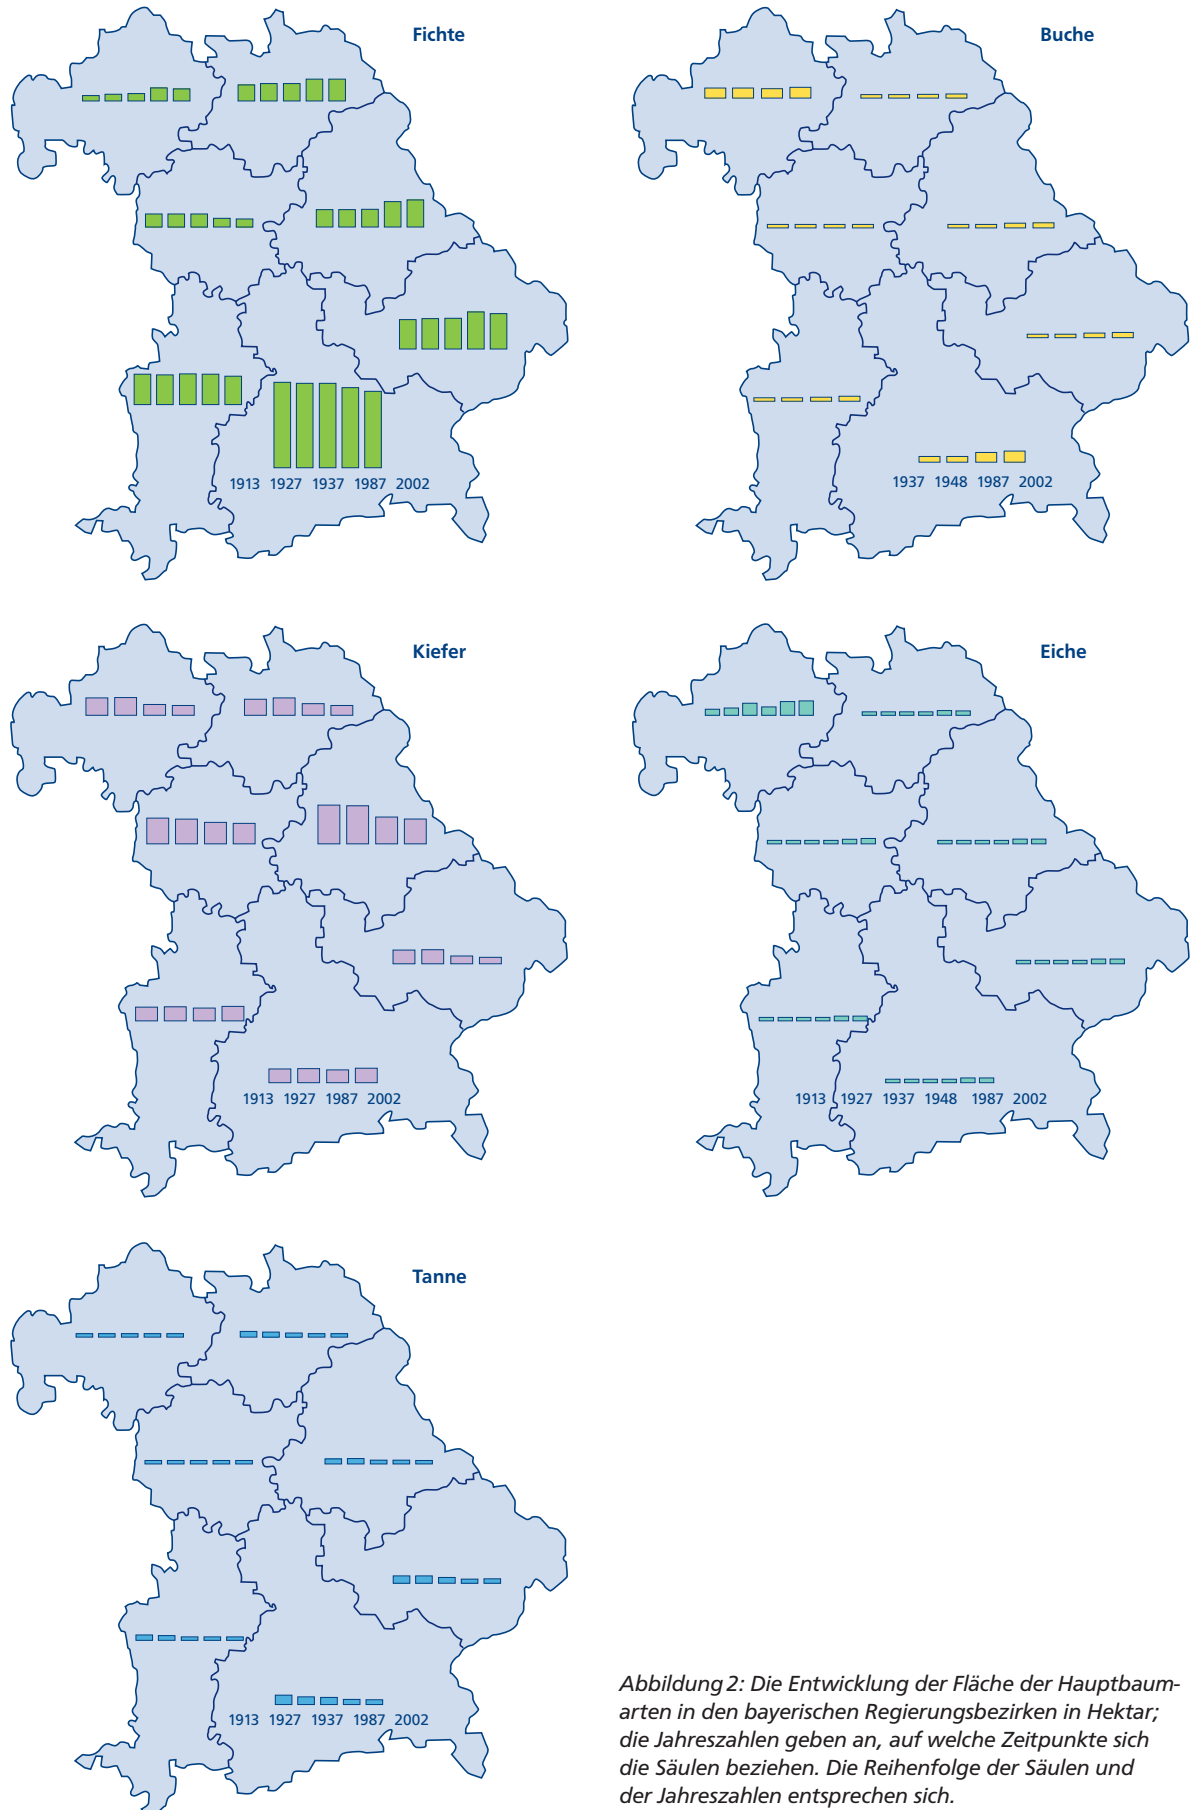 Fichte
1913 1927 1937 1987 2002
Buche
1937 1948 1987 2002
Kiefer
1913 1927 1987 2002
Eiche
1913 1927 1937 1948 1987 2002
Tanne
1913 1927 1937 1987 2002
Abbildung 2: Die Entwicklung der Fläche der Hauptbaum-
arten in den bayerischen Regierungsbezirken in Hektar;
die Jahreszahlen geben an, auf welche Zeitpunkte sich
die Säulen beziehen. Die Reihenfolge der Säulen und
der Jahreszahlen entsprechen sich.